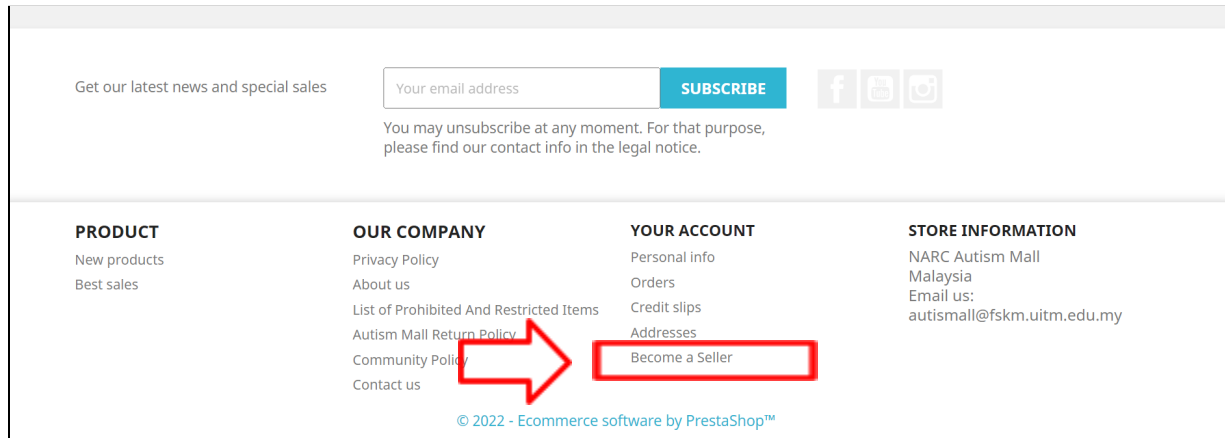 Get our latest news and special sales
Your email address
SUBSCRIBE
You may unsubscribe at any moment. For that purpose,
please find our contact info in the legal notice.
PRODUCT
New products
Best sales
OUR COMPANY
Privacy Policy
About us
List of Prohibited And Restricted Items
Autism Mall Return Policy
Community Policy
Contact us
YOUR ACCOUNT
Personal info
Orders
Credit slips
Addresses
Become a Seller
STORE INFORMATION
NARC Autism Mall
Malaysia
Email us:
autismall@fskm.uitm.edu.my
© 2022 - Ecommerce software by PrestaShop™